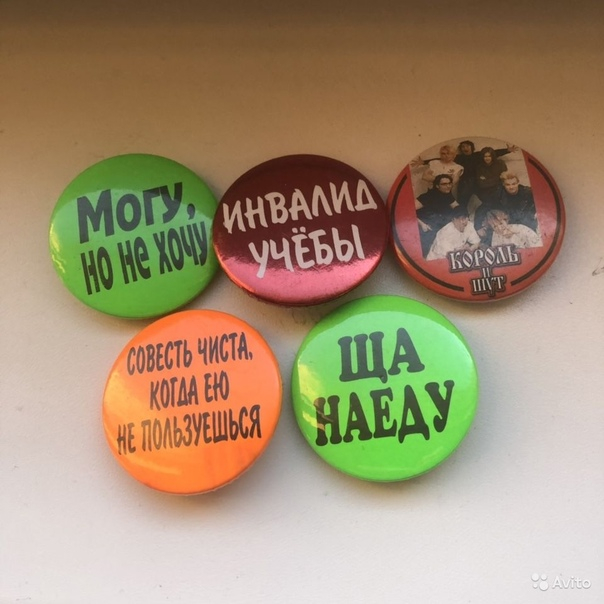 Могу,
но не хочу
ИНВАЛИД
УЧЁБЫ
КОРОЛЬ
И
ШУТ
СОВЕСТЬ ЧИСТА,
КОГДА ЕЮ
НЕ ПОЛЬЗУЕШЬСЯ
ЩА
НАЕДУ
Avito